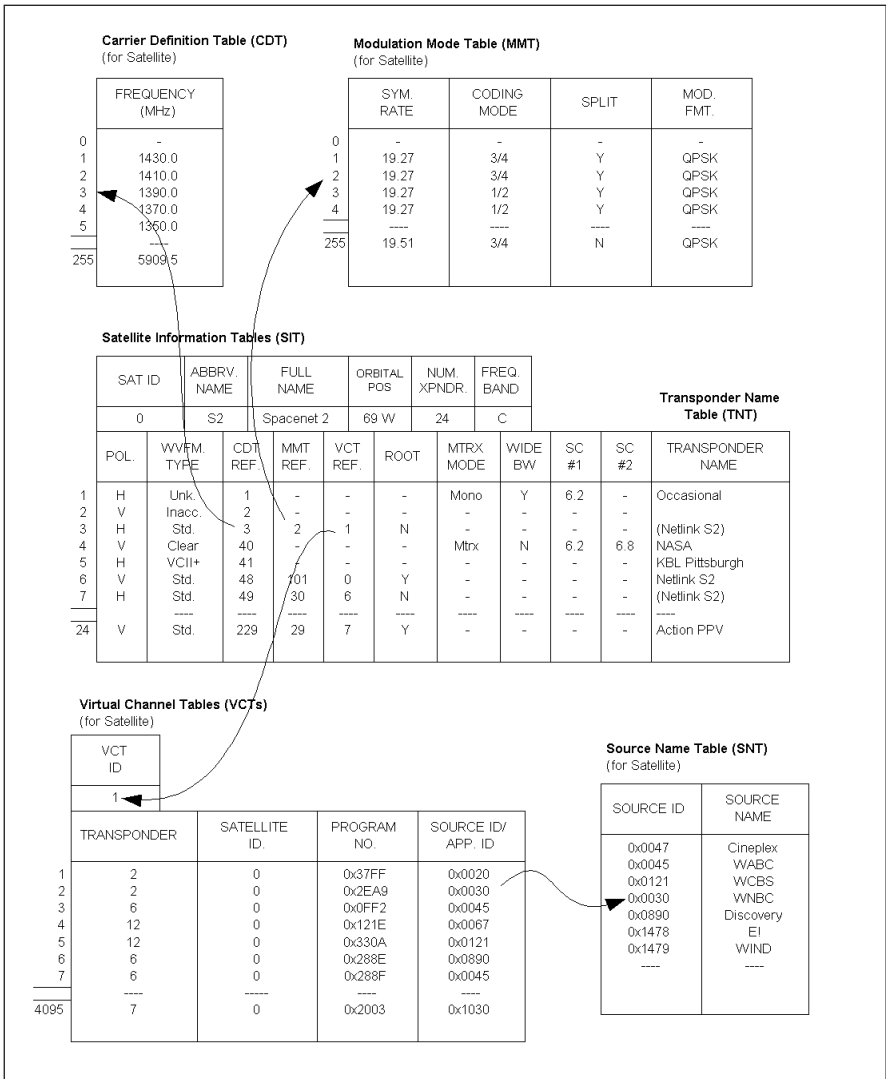 Carrier Definition Table (CDT)
(for Satellite)
FREQUENCY
(MHz)
0 -
1 1430.0
2 1410.0
3 1390.0
4 1370.0
5 1350.0
----
255 5909.5
Modulation Mode Table (MMT)
(for Satellite)
SYM. RATE CODING MODE SPLIT MOD. FMT.
0 - - - -
1 19.27 3/4 Y QPSK
2 19.27 3/4 Y QPSK
3 19.27 1/2 Y QPSK
4 19.27 1/2 Y QPSK
---- ---- ---- ----
255 19.51 3/4 N QPSK
Satellite Information Tables (SIT)
SAT ID ABBRV. NAME FULL NAME ORBITAL POS NUM. XPNDR. FREQ. BAND
0 S2 Spacenet 2 69 W 24 C
Transponder Name
Table (TNT)
POL. WVFM. TYPE CDT REF. MMT REF. VCT REF. ROOT MTRX MODE WIDE BW SC #1 SC #2 TRANSPONDER NAME
1 H Unk. 1 - - - Mono Y 6.2 - Occasional
2 V Inacc. 2 - - - - - - -
3 H Std. 3 2 1 N - - - - (Netlink S2)
4 V Clear 40 - - - Mtrx N 6.2 6.8 NASA
5 H VCII+ 41 - - - - - - - KBL Pittsburgh
6 V Std. 48 101 0 Y - - - - Netlink S2
7 H Std. 49 30 6 N - - - - (Netlink S2)
---- ---- ---- ---- ---- ---- ---- ---- ---- ----
24 V Std. 229 29 7 Y - - - - Action PPV
Virtual Channel Tables (VCTs)
(for Satellite)
VCT
ID
1
TRANSPONDER SATELLITE ID. PROGRAM NO. SOURCE ID/ APP. ID
1 2 0 0x37FF 0x0020
2 2 0 0x2EA9 0x0030
3 6 0 0x0FF2 0x0045
4 12 0 0x121E 0x0067
5 12 0 0x330A 0x0121
6 6 0 0x288E 0x0890
7 6 0 0x288F 0x0045
---- ----- ---- ----
4095 7 0 0x2003 0x1030
Source Name Table (SNT)
(for Satellite)
SOURCE ID SOURCE NAME
0x0047 Cineplex
0x0045 WABC
0x0121 WCBS
0x0030 WNBC
0x0890 Discovery
0x1478 E!
0x1479 WIND
---- ----